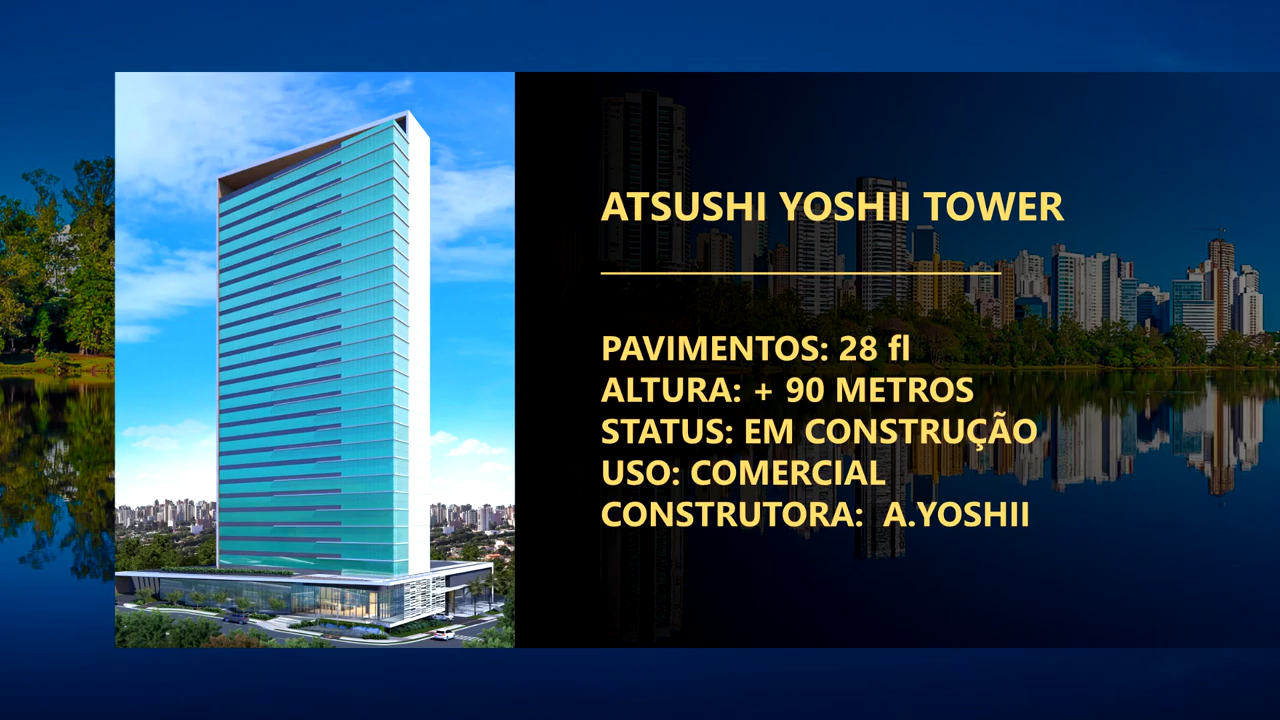 ATSUSHI YOSHII TOWER
PAVIMENTOS: 28 fl
ALTURA: + 90 METROS
STATUS: EM CONSTRUÇÃO
USO: COMERCIAL
CONSTRUTORA:  A.YOSHII